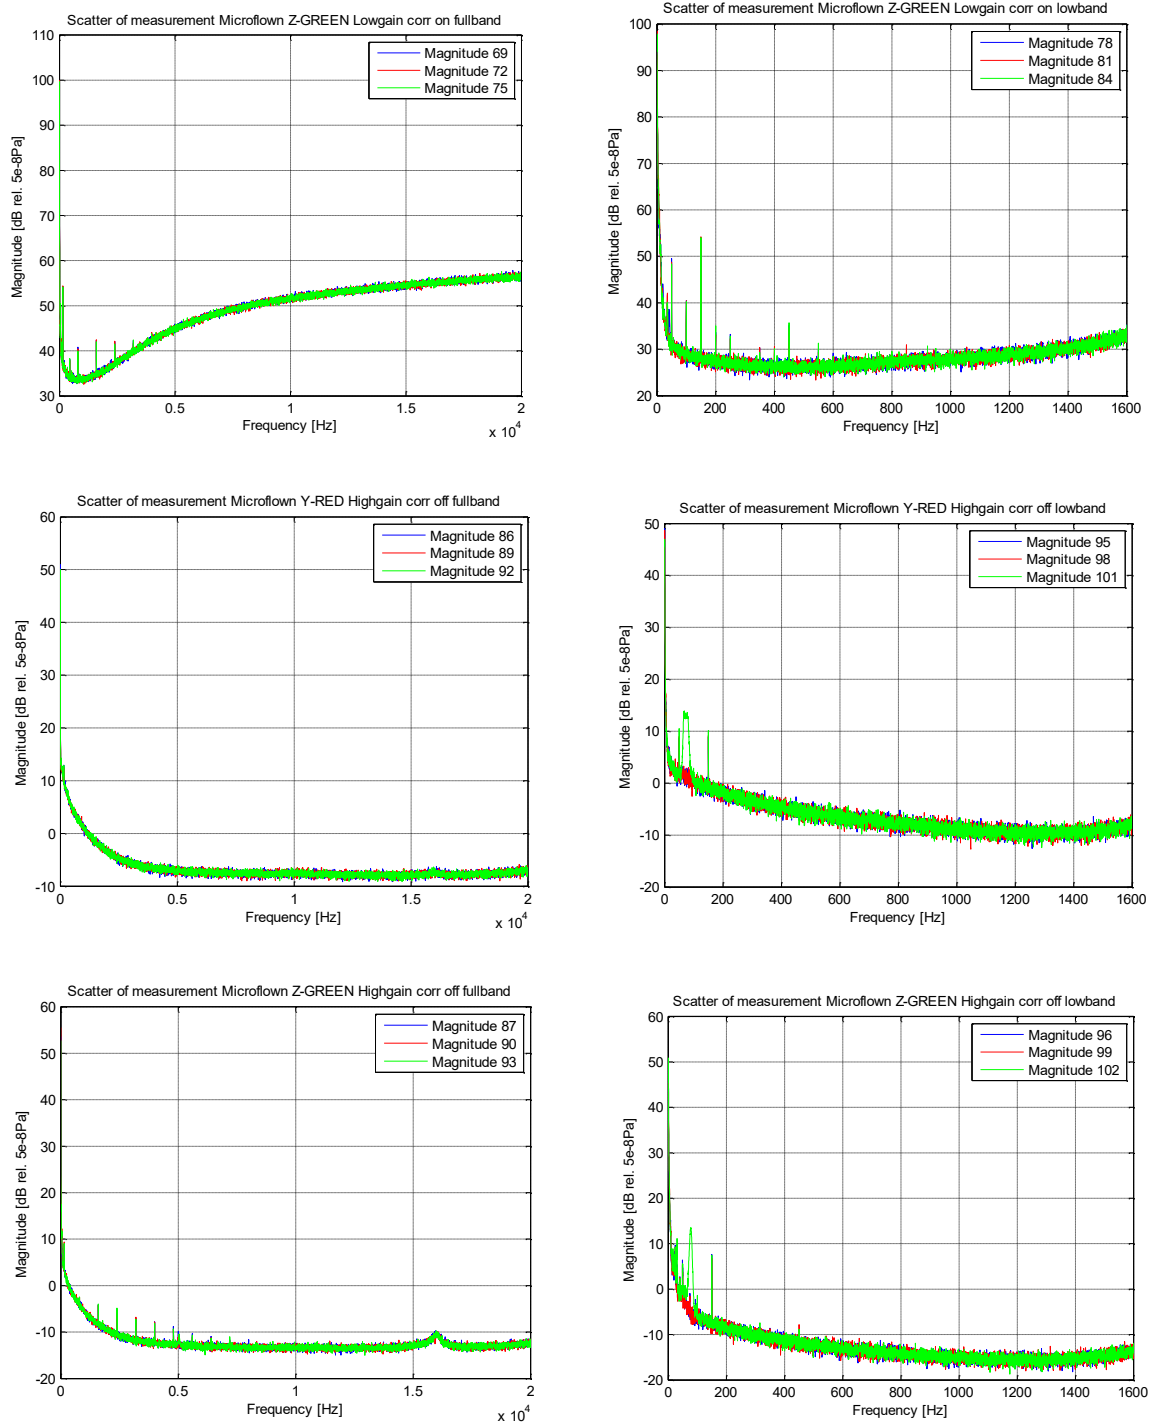 Scatter of measurement Microflown Z-GREEN Lowgain corr on fullband
110
100
90
80
70
60
50
40
30
Magnitude [dB rel. 5e-8Pa]
Magnitude 69
Magnitude 72
Magnitude 75
0 0.5 1 1.5 2
Frequency [Hz]
x 10^4
Scatter of measurement Microflown Z-GREEN Lowgain corr on lowband
100
90
80
70
60
50
40
30
20
Magnitude [dB rel. 5e-8Pa]
Magnitude 78
Magnitude 81
Magnitude 84
0 200 400 600 800 1000 1200 1400 1600
Frequency [Hz]
Scatter of measurement Microflown Y-RED Highgain corr off fullband
60
50
40
30
20
10
0
-10
Magnitude [dB rel. 5e-8Pa]
Magnitude 86
Magnitude 89
Magnitude 92
0 0.5 1 1.5 2
Frequency [Hz]
x 10^4
Scatter of measurement Microflown Y-RED Highgain corr off lowband
50
40
30
20
10
0
-10
-20
Magnitude [dB rel. 5e-8Pa]
Magnitude 95
Magnitude 98
Magnitude 101
0 200 400 600 800 1000 1200 1400 1600
Frequency [Hz]
Scatter of measurement Microflown Z-GREEN Highgain corr off fullband
60
50
40
30
20
10
0
-10
-20
Magnitude [dB rel. 5e-8Pa]
Magnitude 87
Magnitude 90
Magnitude 93
0 0.5 1 1.5 2
Frequency [Hz]
x 10^4
Scatter of measurement Microflown Z-GREEN Highgain corr off lowband
60
50
40
30
20
10
0
-10
-20
Magnitude [dB rel. 5e-8Pa]
Magnitude 96
Magnitude 99
Magnitude 102
0 200 400 600 800 1000 1200 1400 1600
Frequency [Hz]